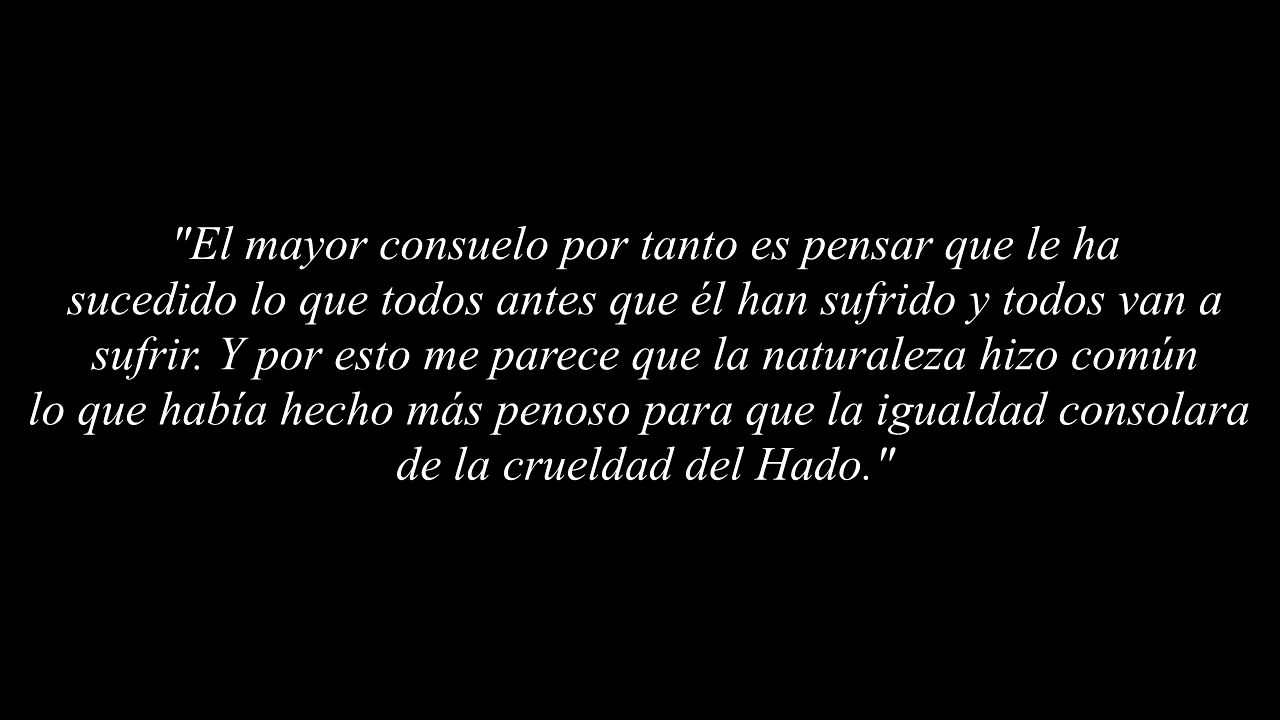 "El mayor consuelo por tanto es pensar que le ha
sucedido lo que todos antes que él han sufrido y todos van a
sufrir. Y por esto me parece que la naturaleza hizo común
lo que había hecho más penoso para que la igualdad consolara
de la crueldad del Hado."